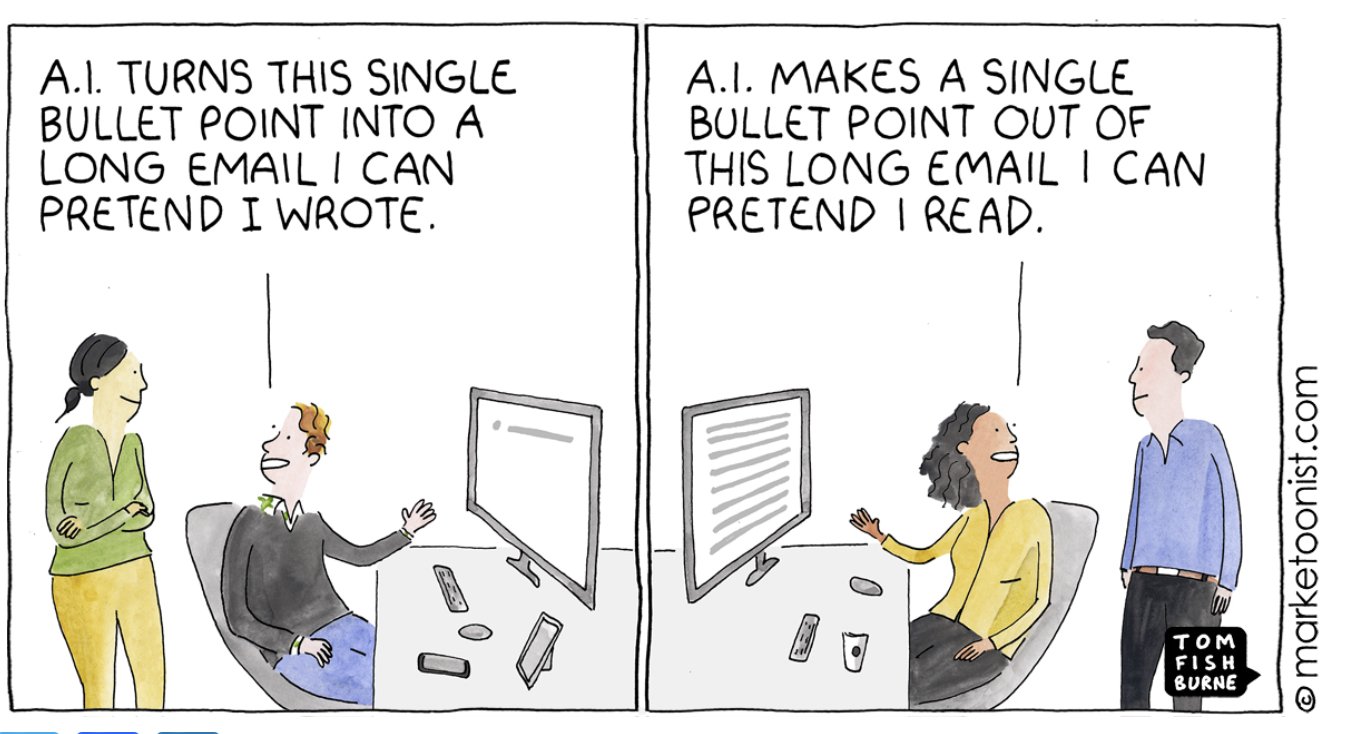 A.I. TURNS THIS SINGLE
BULLET POINT INTO A
LONG EMAIL I CAN
PRETEND I WROTE.
A.I. MAKES A SINGLE
BULLET POINT OUT OF
THIS LONG EMAIL I CAN
PRETEND I READ.
TOM
FISH
BURNE
© marketoonist.com